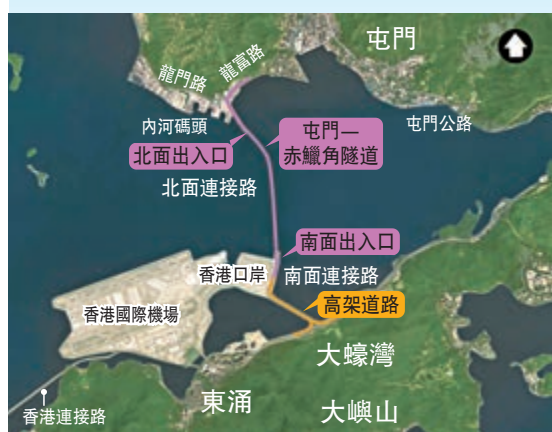 屯門
龍富路
龍門路
內河碼頭
屯門公路
北面出入口
屯門—
赤鱲角隧道
北面連接路
南面出入口
香港口岸
南面連接路
高架道路
香港國際機場
大蠔灣
東涌
大嶼山
香港連接路